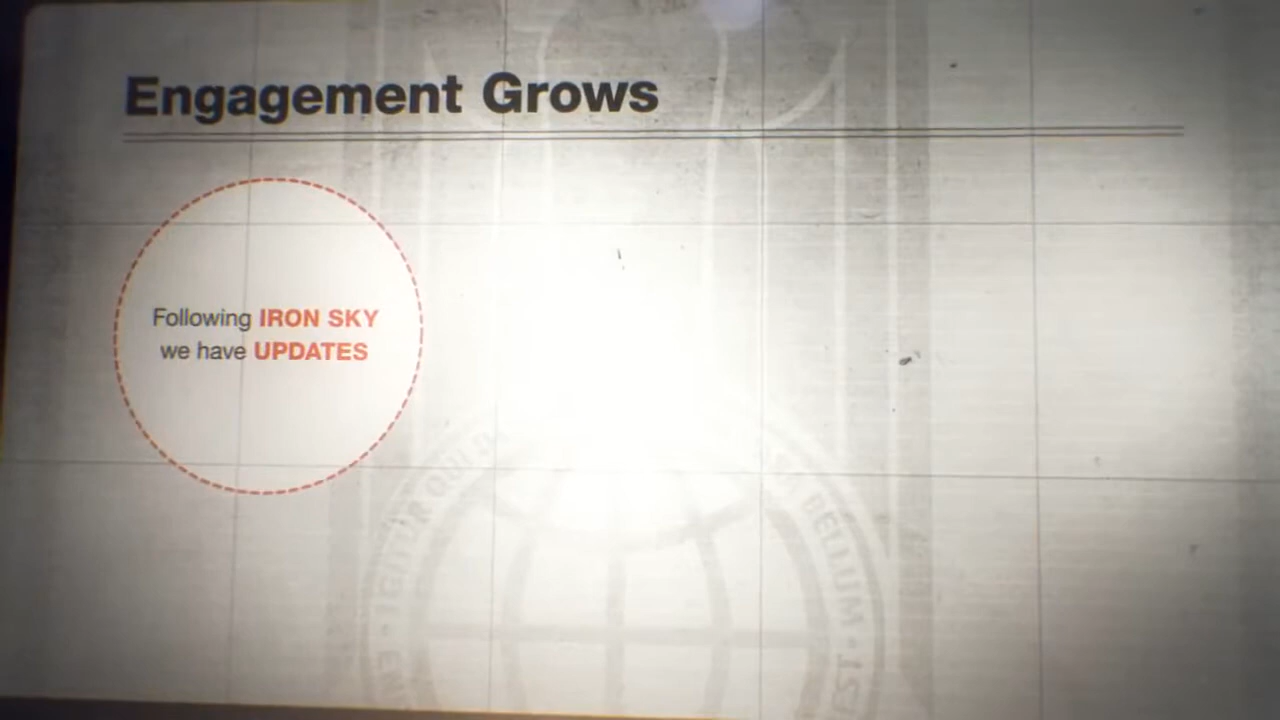 Engagement Grows
Following IRON SKY
we have UPDATES
BELLUM